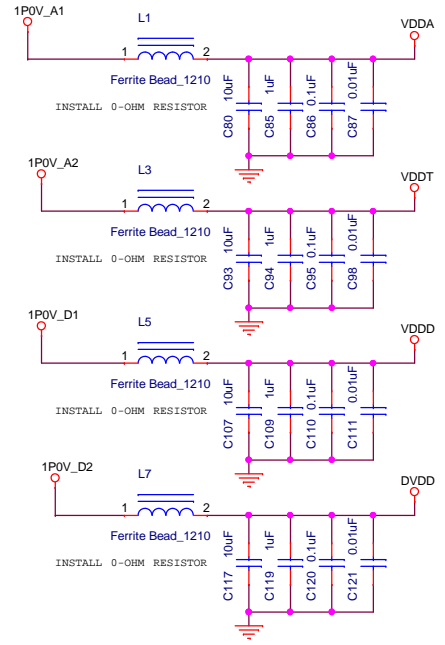 1P0V_A1
L1
VDDA
1
2
Ferrite Bead_1210
INSTALL 0-OHM RESISTOR
C80 10uF
C85 1uF
C86 0.1uF
C87 0.01uF
1P0V_A2
L3
VDDT
1
2
Ferrite Bead_1210
INSTALL 0-OHM RESISTOR
C93 10uF
C94 1uF
C95 0.1uF
C98 0.01uF
1P0V_D1
L5
VDDD
1
2
Ferrite Bead_1210
INSTALL 0-OHM RESISTOR
C107 10uF
C109 1uF
C110 0.1uF
C111 0.01uF
1P0V_D2
L7
DVDD
1
2
Ferrite Bead_1210
INSTALL 0-OHM RESISTOR
C117 10uF
C119 1uF
C120 0.1uF
C121 0.01uF